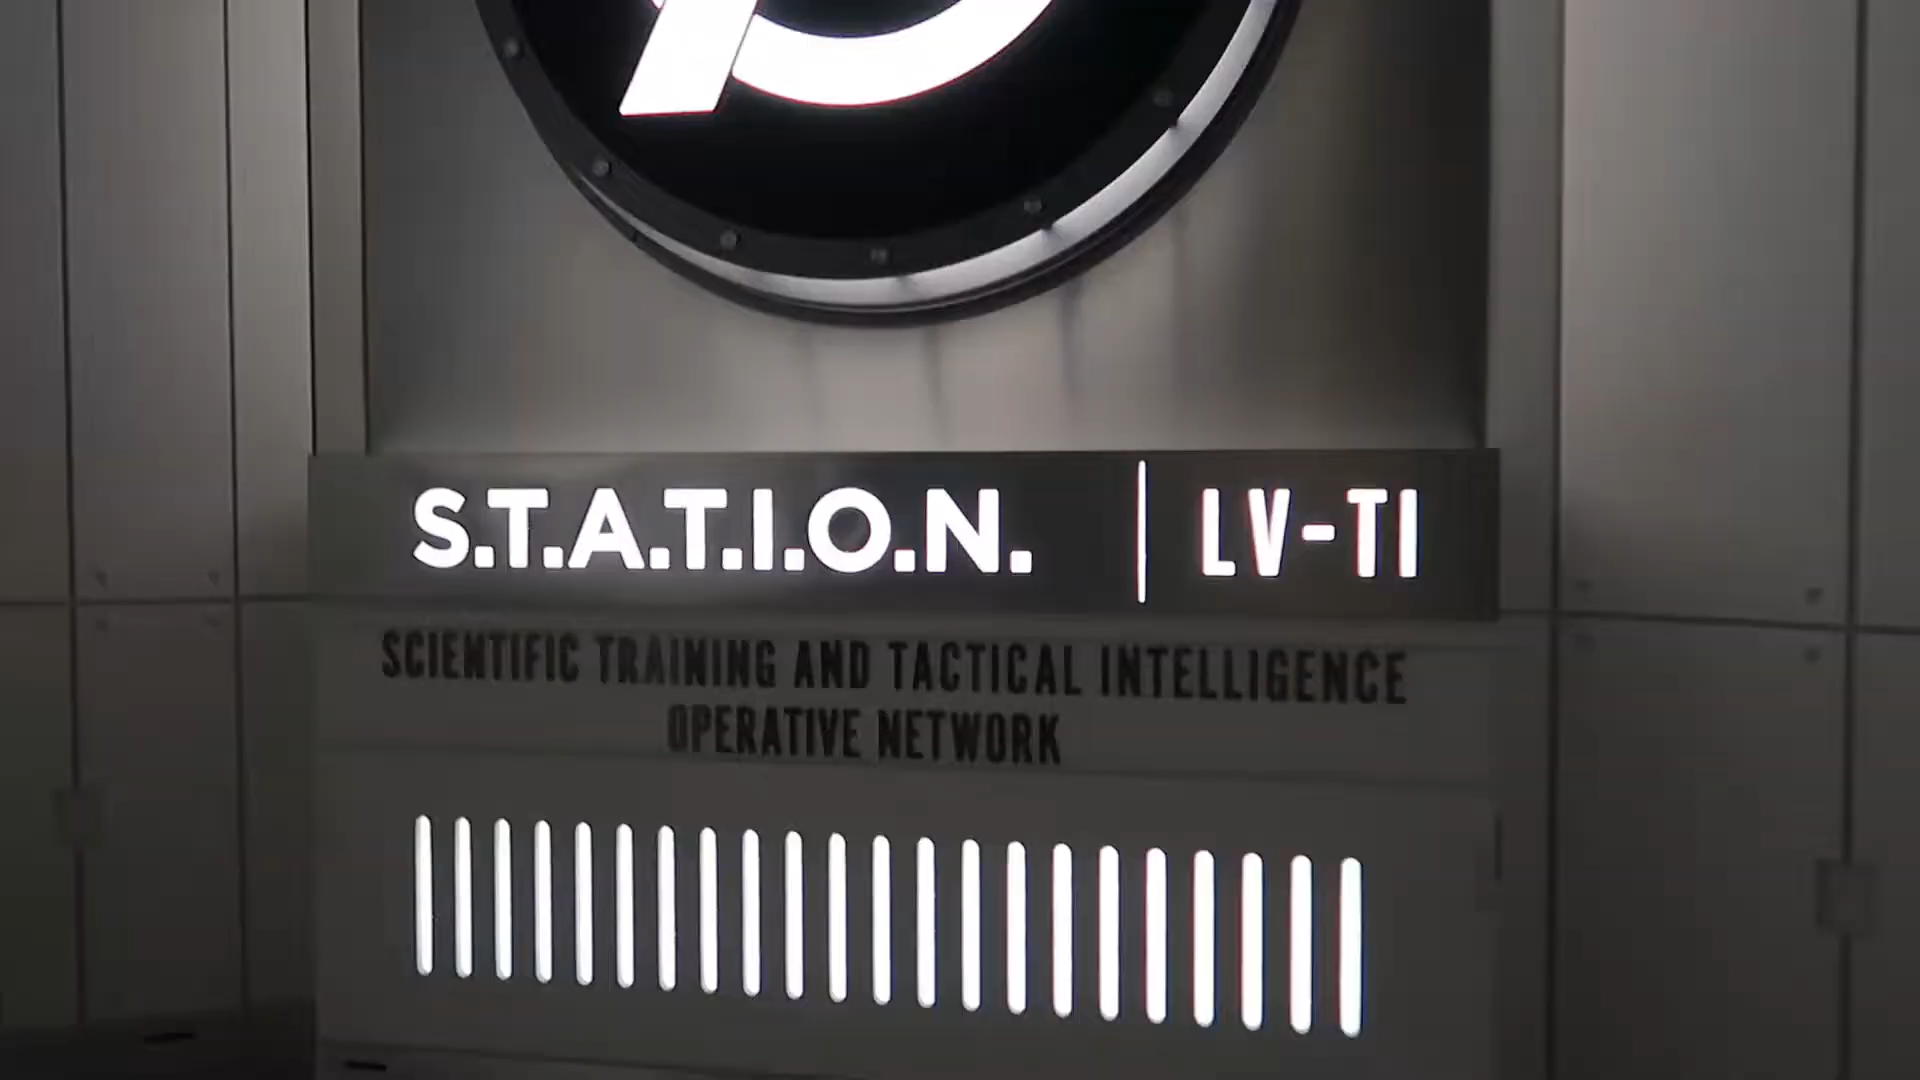 S.T.A.T.I.O.N. | LV-TI
SCIENTIFIC TRAINING AND TACTICAL INTELLIGENCE
OPERATIVE NETWORK